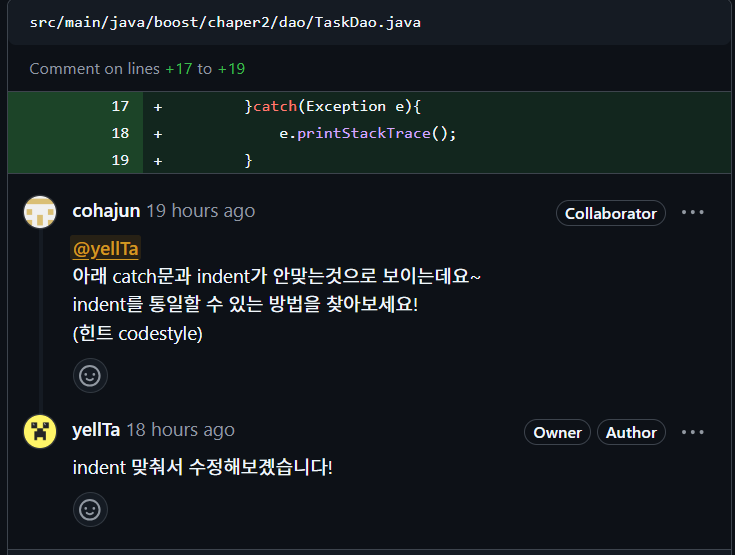 src/main/java/boost/chaper2/dao/TaskDao.java
Comment on lines +17 to +19
17 + }catch(Exception e){
18 + e.printStackTrace();
19 + }
cohajun 19 hours ago Collaborator ...
@yellTa
아래 catch문과 indent가 안맞는것으로 보이는데요~
indent를 통일할 수 있는 방법을 찾아보세요!
(힌트 codestyle)
yellTa 18 hours ago Owner Author ...
indent 맞춰서 수정해보겠습니다!